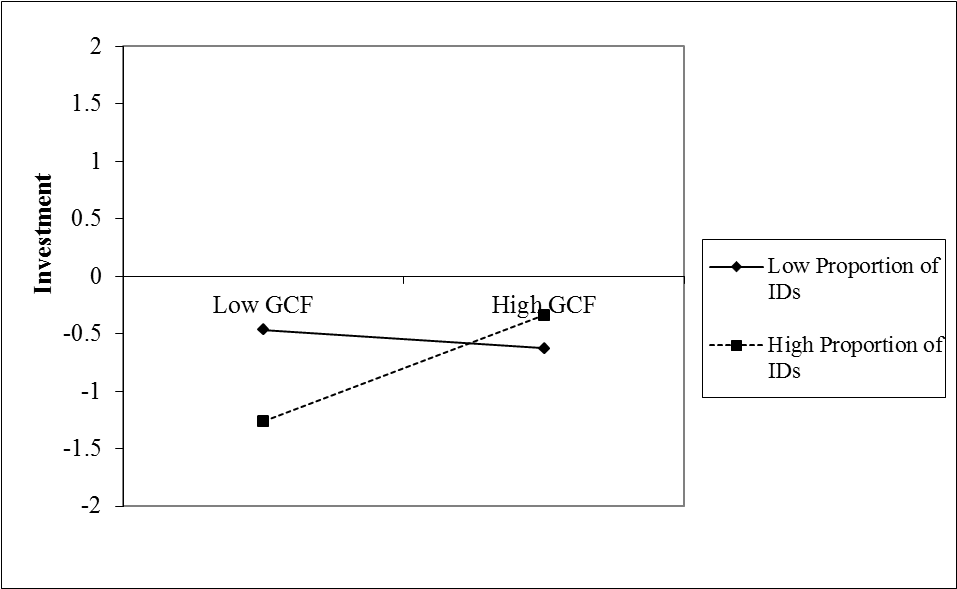 2
1.5
1
0.5
0
-0.5
-1
-1.5
-2
Investment
Low GCF
High GCF
Low Proportion of
IDs
High Proportion of
IDs